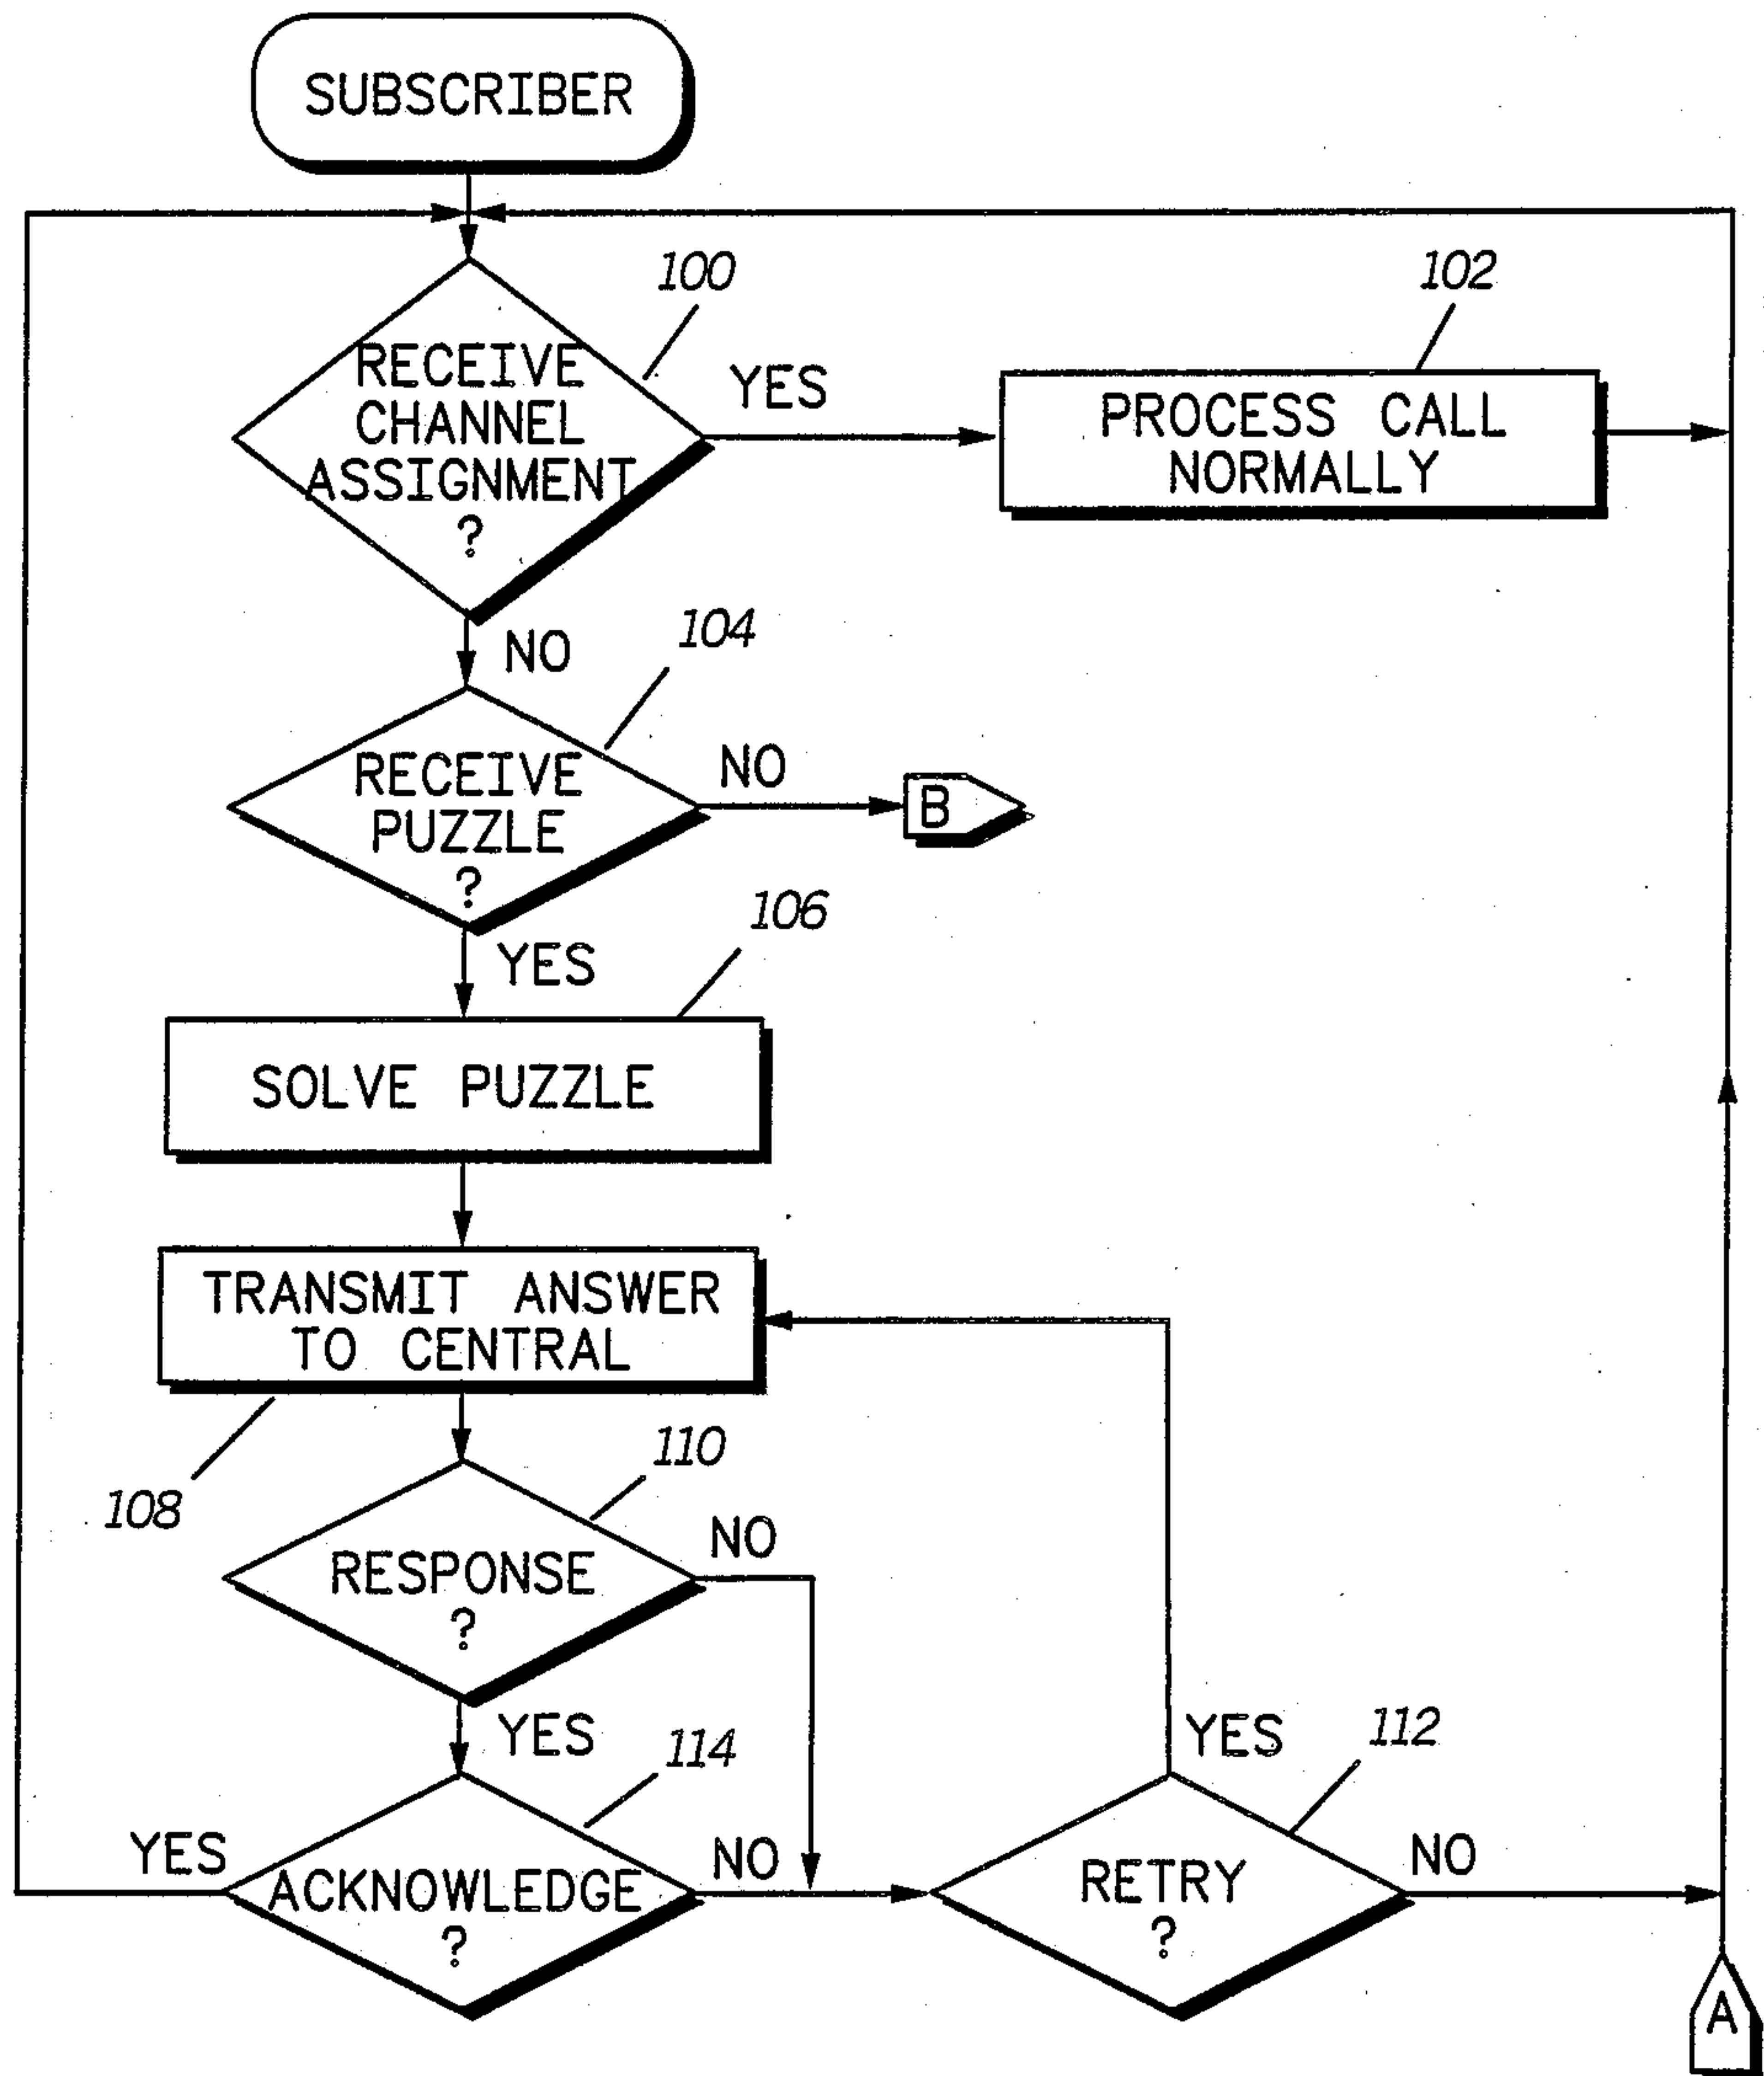 SUBSCRIBER
100
102
RECEIVE
CHANNEL
ASSIGNMENT
?
YES
PROCESS CALL
NORMALLY
NO
104
RECEIVE
PUZZLE
?
NO
B
106
YES
SOLVE PUZZLE
TRANSMIT ANSWER
TO CENTRAL
108
110
RESPONSE
?
NO
YES
114
YES
112
YES
ACKNOWLEDGE
?
NO
RETRY
?
NO
A